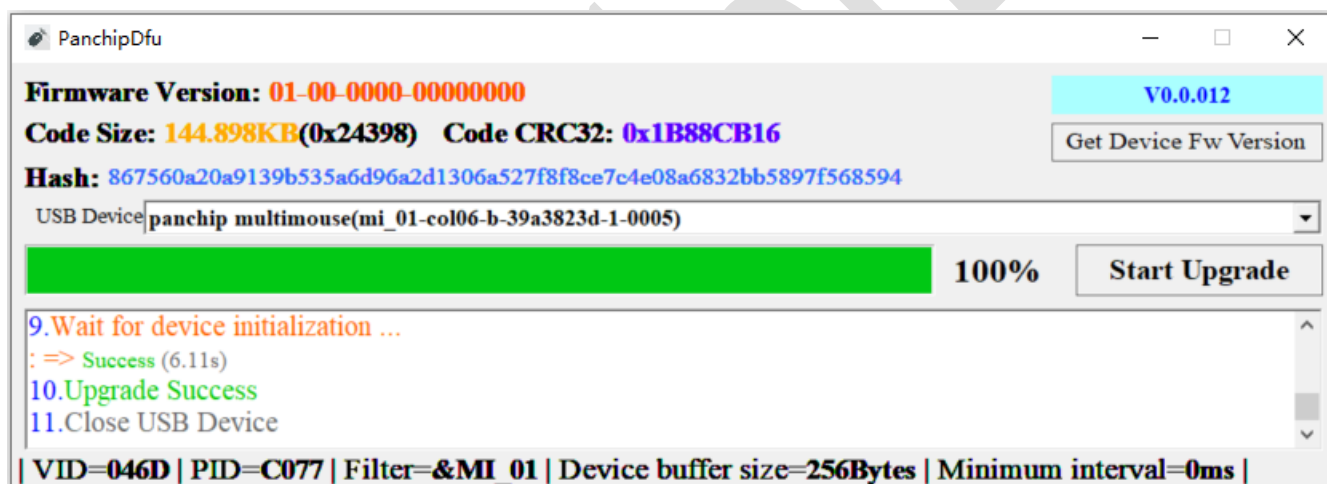 PanchipDfu
Firmware Version: 01-00-0000-00000000
V0.0.012
Code Size: 144.898KB(0x24398) Code CRC32: 0x1B88CB16
Get Device Fw Version
Hash: 867560a20a9139b535a6d96a2d1306a527f8f8ce7c4e08a6832bb5897f568594
USB Device panchip multimouse(mi_01-col06-b-39a3823d-1-0005)
100%
Start Upgrade
9.Wait for device initialization ...
: => Success (6.11s)
10.Upgrade Success
11.Close USB Device
| VID=046D | PID=C077 | Filter=&MI_01 | Device buffer size=256Bytes | Minimum interval=0ms |